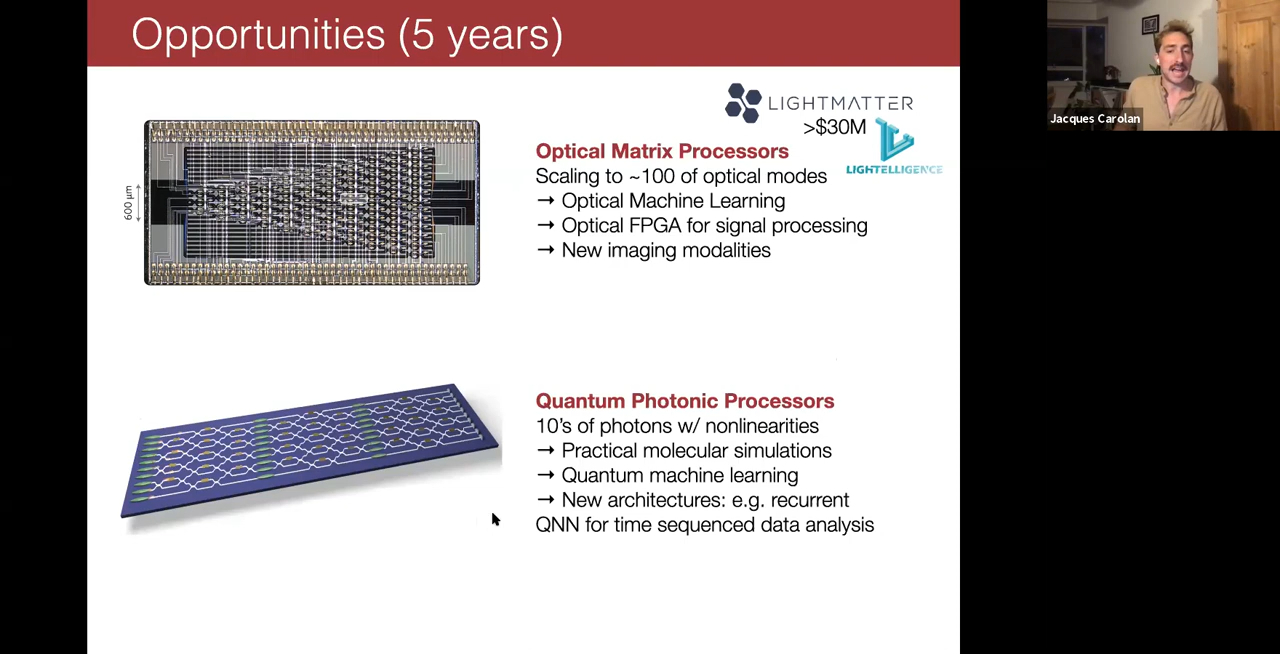 Opportunities (5 years)
Jacques Carolan
LIGHTMATTER
>$30M
LIGHTELLIGENCE
600 μm
Optical Matrix Processors
Scaling to ~100 of optical modes
→ Optical Machine Learning
→ Optical FPGA for signal processing
→ New imaging modalities
Quantum Photonic Processors
10's of photons w/ nonlinearities
→ Practical molecular simulations
→ Quantum machine learning
→ New architectures: e.g. recurrent
QNN for time sequenced data analysis